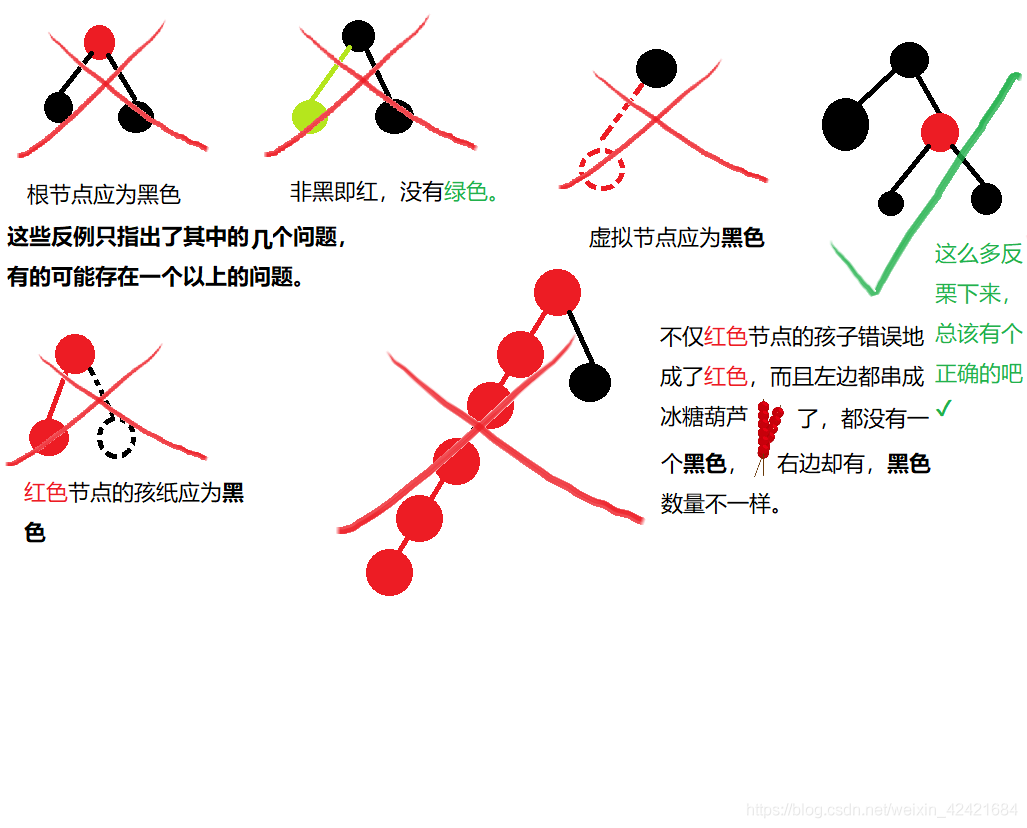 根节点应为黑色
非黑即红，没有绿色。
这些反例只指出了其中的几个问题，
有的可能存在一个以上的问题。
虚拟节点应为黑色
这么多反
栗下来，
总该有个
正确的吧
✓
不仅红色节点的孩子错误地
成了红色，而且左边都串成
冰糖葫芦 了，都没有一
个黑色， 右边却有，黑色
数量不一样。
红色节点的孩纸应为黑
色
https://blog.csdn.net/weixin_42421684